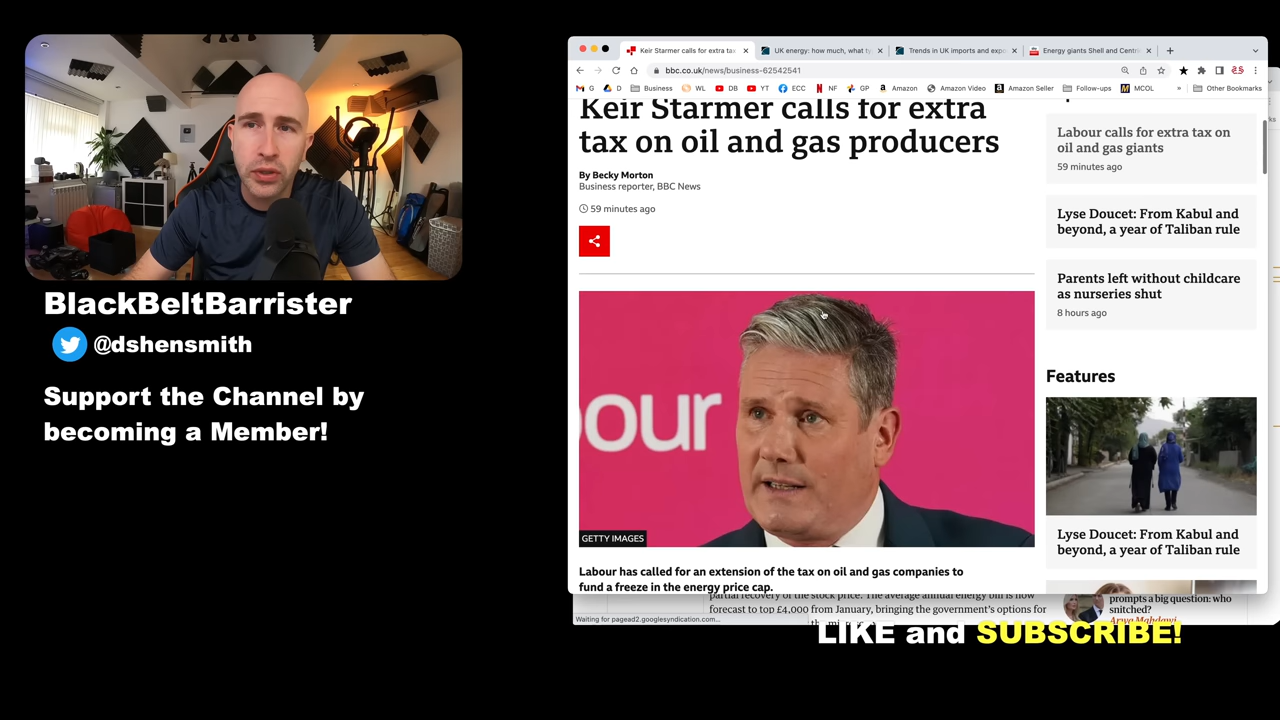 BlackBeltBarrister
@dshensmith
Support the Channel by
becoming a Member!
Keir Starmer calls for extra tax
UK energy: how much, what ty
Trends in UK imports and expo
Energy giants Shell and Centri
bbc.co.uk/news/business-62542541
G
D
Business
WL
DB
YT
ECC
NF
GP
Amazon
Amazon Video
Amazon Seller
Follow-ups
MCOL
»
Other Bookmarks
Keir Starmer calls for extra
tax on oil and gas producers
By Becky Morton
Business reporter, BBC News
59 minutes ago
our
GETTY IMAGES
Labour has called for an extension of the tax on oil and gas companies to
fund a freeze in the energy price cap.
Labour calls for extra tax on
oil and gas giants
59 minutes ago
Lyse Doucet: From Kabul and
beyond, a year of Taliban rule
Parents left without childcare
as nurseries shut
8 hours ago
Features
Lyse Doucet: From Kabul and
beyond, a year of Taliban rule
partial recovery of the stock price. The average annual energy bill is now
forecast to top £4,000 from January, bringing the government's options for
prompts a big question: who
snitched?
Arwa Mahdawi
Waiting for pagead2.googlesyndication.com...
LIKE and SUBSCRIBE!